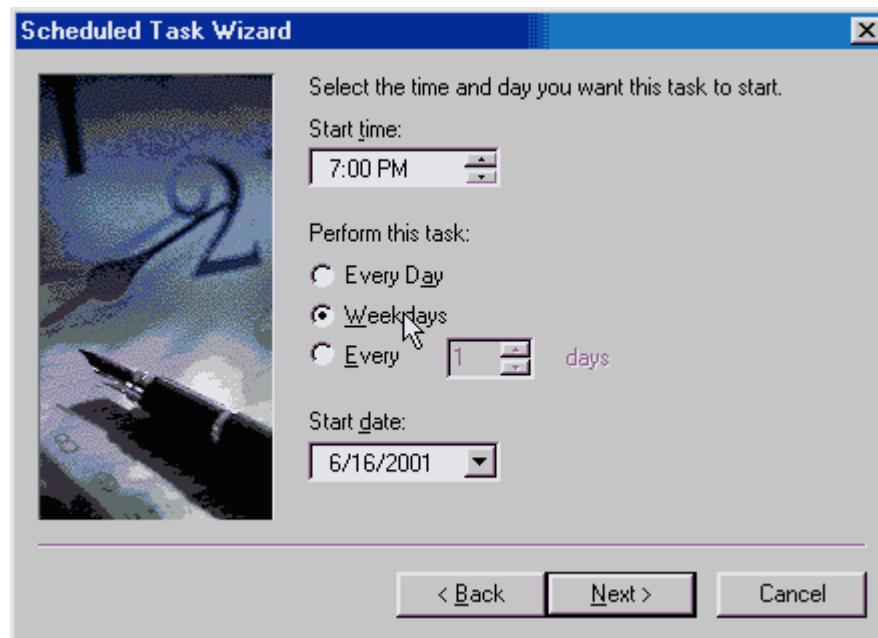 Scheduled Task Wizard
Select the time and day you want this task to start.
Start time:
7:00 PM
Perform this task:
Every Day
Weekdays
Every 1 days
Start date:
6/16/2001
< Back Next > Cancel